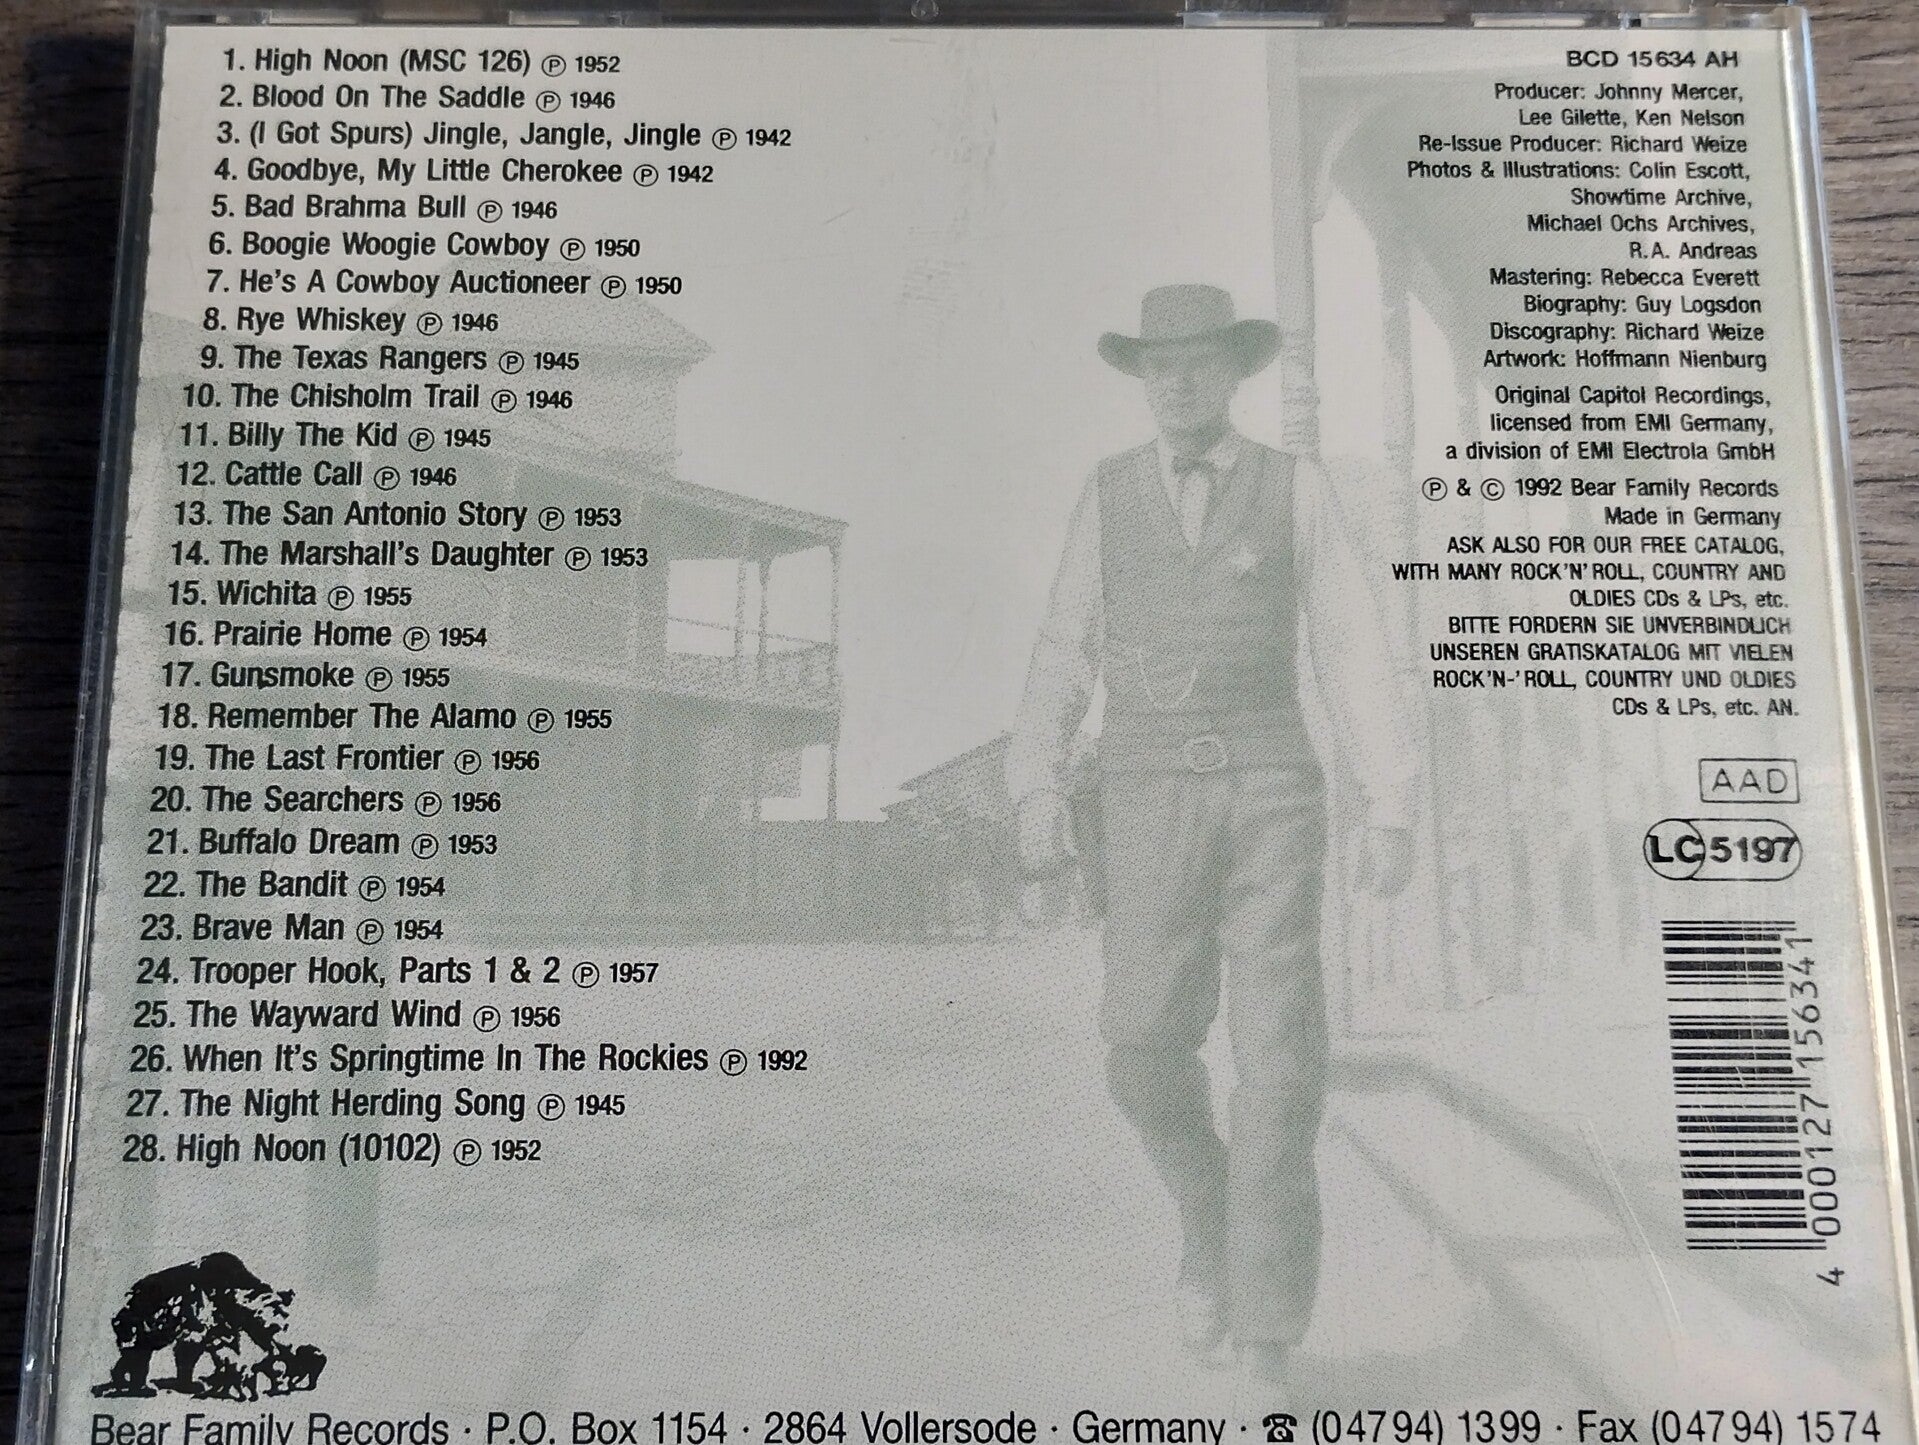 1. High Noon (MSC 126) Ⓟ 1952
2. Blood On The Saddle Ⓟ 1946
3. (I Got Spurs) Jingle, Jangle, Jingle Ⓟ 1942
4. Goodbye, My Little Cherokee Ⓟ 1942
5. Bad Brahma Bull Ⓟ 1946
6. Boogie Woogie Cowboy Ⓟ 1950
7. He's A Cowboy Auctioneer Ⓟ 1950
8. Rye Whiskey Ⓟ 1946
9. The Texas Rangers Ⓟ 1945
10. The Chisholm Trail Ⓟ 1946
11. Billy The Kid Ⓟ 1945
12. Cattle Call Ⓟ 1946
13. The San Antonio Story Ⓟ 1953
14. The Marshall's Daughter Ⓟ 1953
15. Wichita Ⓟ 1955
16. Prairie Home Ⓟ 1954
17. Gunsmoke Ⓟ 1955
18. Remember The Alamo Ⓟ 1955
19. The Last Frontier Ⓟ 1956
20. The Searchers Ⓟ 1956
21. Buffalo Dream Ⓟ 1953
22. The Bandit Ⓟ 1954
23. Brave Man Ⓟ 1954
24. Trooper Hook, Parts 1 & 2 Ⓟ 1957
25. The Wayward Wind Ⓟ 1956
26. When It's Springtime In The Rockies Ⓟ 1992
27. The Night Herding Song Ⓟ 1945
28. High Noon (10102) Ⓟ 1952
BCD 15634 AH
Producer: Johnny Mercer,
Lee Gilette, Ken Nelson
Re-Issue Producer: Richard Weize
Photos & Illustrations: Colin Escott,
Showtime Archive,
Michael Ochs Archives,
R.A. Andreas
Mastering: Rebecca Everett
Biography: Guy Logsdon
Discography: Richard Weize
Artwork: Hoffmann Nienburg
Original Capitol Recordings,
licensed from EMI Germany,
a division of EMI Electrola GmbH
Ⓟ & © 1992 Bear Family Records
Made in Germany
ASK ALSO FOR OUR FREE CATALOG,
WITH MANY ROCK'N'ROLL, COUNTRY AND
OLDIES CDs & LPs, etc.
BITTE FORDERN SIE UNVERBINDLICH
UNSEREN GRATISKATALOG MIT VIELEN
ROCK'N-'ROLL, COUNTRY UND OLDIES
CDs & LPs, etc. AN.
AAD
LC 5197
4 000127 156341
Bear Family Records · P.O. Box 1154 · 2864 Vollersode · Germany · ☎ (04794) 1399 · Fax (04794) 1574